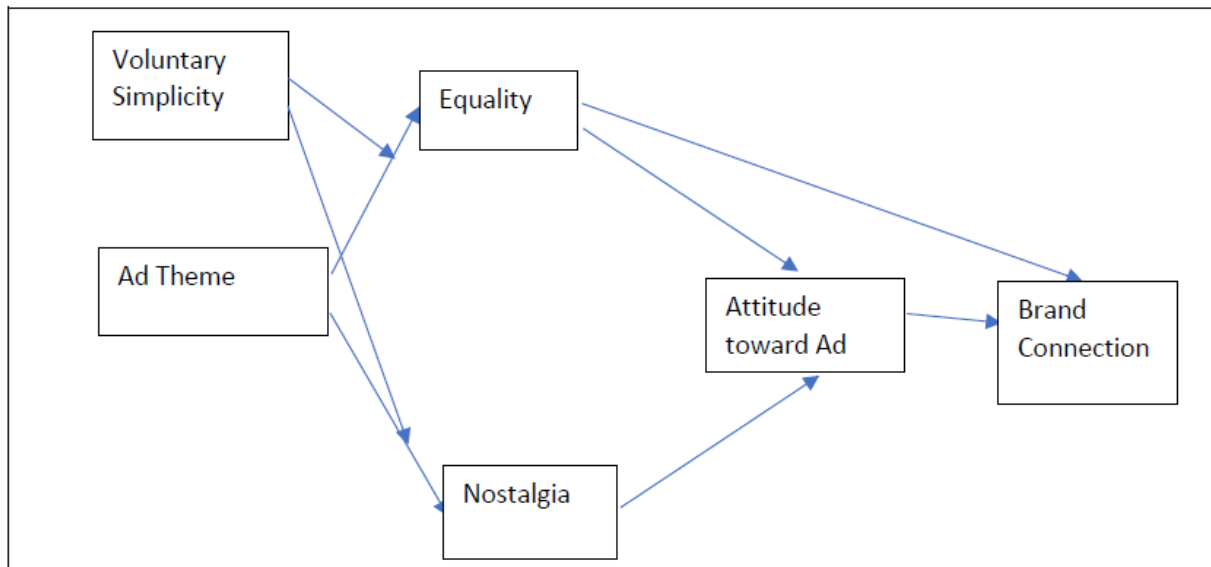 Voluntary
Simplicity
Equality
Ad Theme
Attitude
toward Ad
Brand
Connection
Nostalgia